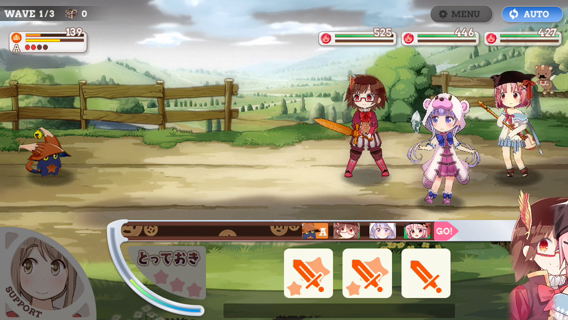 WAVE 1/3 0
MENU
AUTO
139
525
446
427
A
GO!
とっておき
SUPPORT